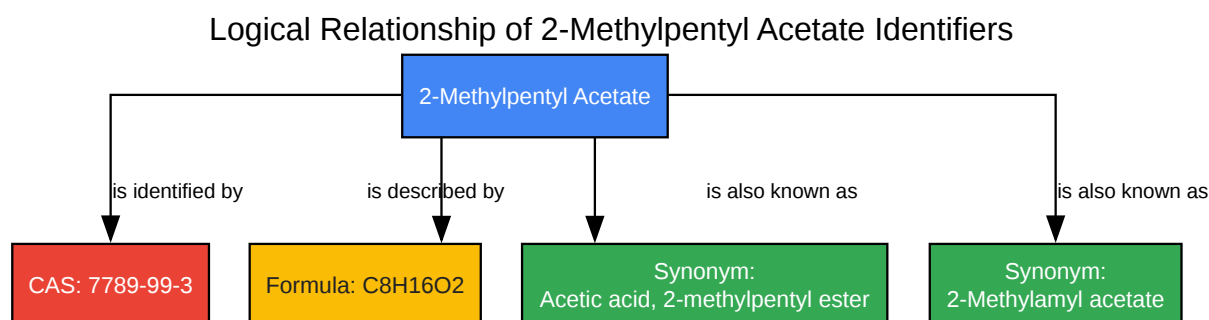 Logical Relationship of 2-Methylpentyl Acetate Identifiers
2-Methylpentyl Acetate
is identified by
is described by
is also known as
is also known as
CAS: 7789-99-3
Formula: C8H16O2
Synonym:
Acetic acid, 2-methylpentyl ester
Synonym:
2-Methylamyl acetate